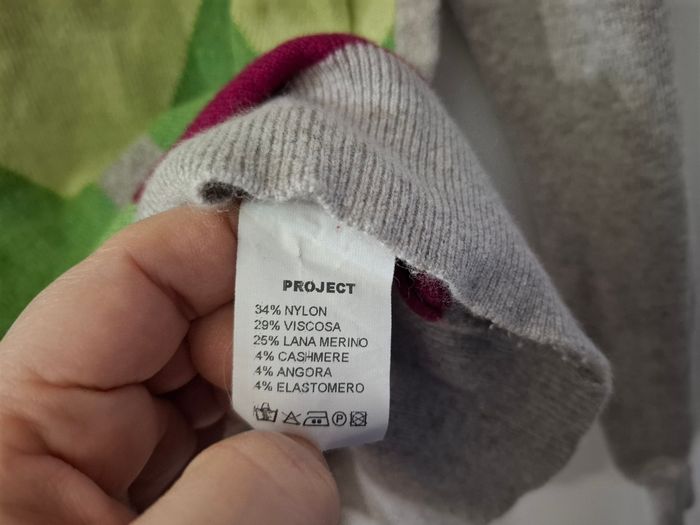 PROJECT
34% NYLON
29% VISCOSA
25% LANA MERINO
4% CASHMERE
4% ANGORA
4% ELASTOMERO
P